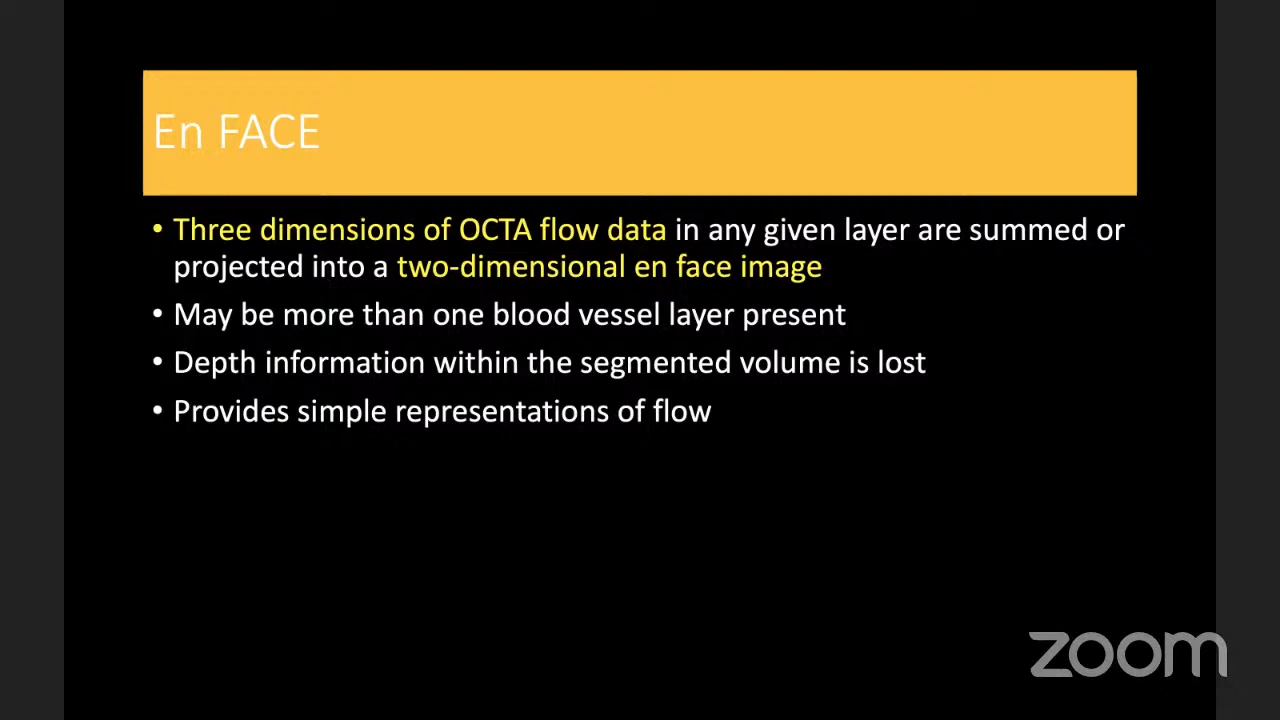 En FACE
• Three dimensions of OCTA flow data in any given layer are summed or
projected into a two-dimensional en face image
• May be more than one blood vessel layer present
• Depth information within the segmented volume is lost
• Provides simple representations of flow
zoom